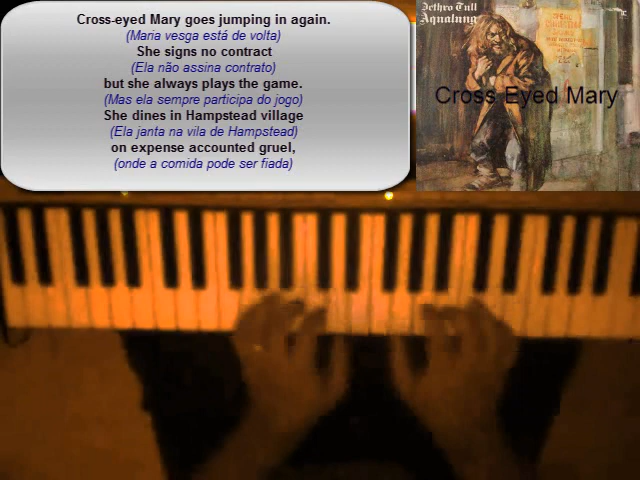 Cross-eyed Mary goes jumping in again.
(Maria vesga está de volta)
She signs no contract
(Ela não assina contrato)
but she always plays the game.
(Mas ela sempre participa do jogo)
She dines in Hampstead village
(Ela janta na vila de Hampstead)
on expense accounted gruel,
(onde a comida pode ser fiada)
Jethro Tull
Aqualung
Cross Eyed Mary